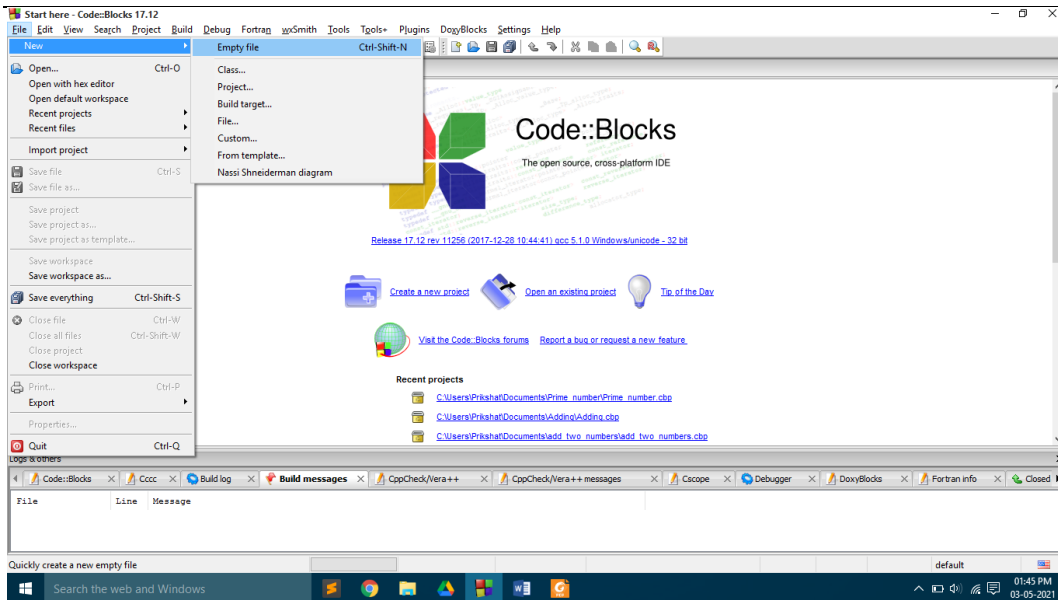 Start here - Code::Blocks 17.12
File Edit View Search Project Build Debug Fortran wxSmith Tools Tools+ Plugins DoxyBlocks Settings Help
New
Empty file Ctrl-Shift-N
Class...
Project...
Build target...
File...
Custom...
From template...
Nassi Shneiderman diagram
Open... Ctrl-O
Open with hex editor
Open default workspace
Recent projects
Recent files
Import project
Save file Ctrl-S
Save file as...
Save project
Save project as...
Save project as template...
Save workspace
Save workspace as...
Save everything Ctrl-Shift-S
Close file Ctrl-W
Close all files Ctrl-Shift-W
Close project
Close workspace
Print... Ctrl-P
Export
Properties...
Quit Ctrl-Q
Code::Blocks
The open source, cross-platform IDE
Release 17.12 rev 11256 (2017-12-28 10:44:41) gcc 5.1.0 Windows/unicode - 32 bit
Create a new project Open an existing project Tip of the Day
Visit the Code::Blocks forums Report a bug or request a new feature
Recent projects
C:\Users\Prikshat\Documents\Prime_number\Prime_number.cbp
C:\Users\Prikshat\Documents\Adding\Adding.cbp
C:\Users\Prikshat\Documents\add_two_numbers\add_two_numbers.cbp
Logs & others
Code::Blocks Cccc Build log Build messages CppCheck/Vera++ CppCheck/Vera++ messages Cscope Debugger DoxyBlocks Fortran info Closed
File Line Message
Quickly create a new empty file default
Search the web and Windows
01:45 PM
03-05-2021